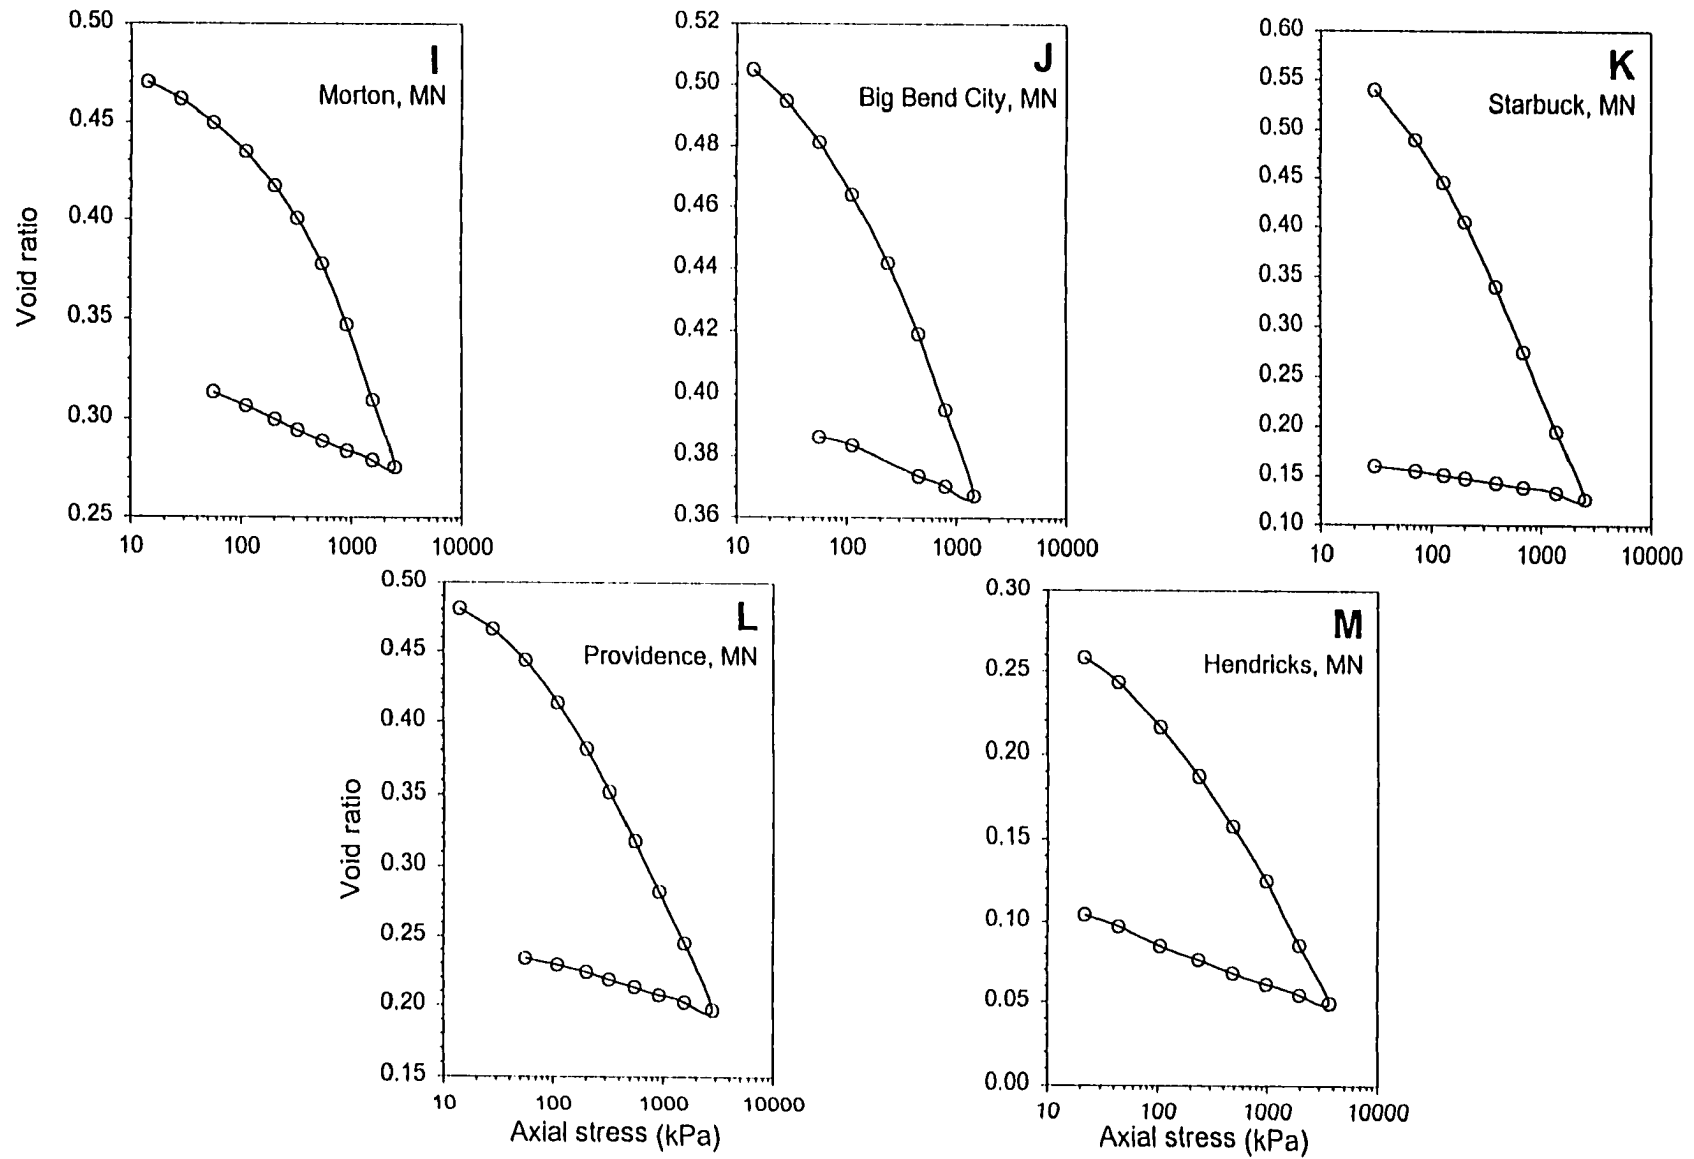 I
Morton, MN
Void ratio
0.50
0.45
0.40
0.35
0.30
0.25
10 100 1000 10000
J
Big Bend City, MN
0.52
0.50
0.48
0.46
0.44
0.42
0.40
0.38
0.36
10 100 1000 10000
K
Starbuck, MN
0.60
0.55
0.50
0.45
0.40
0.35
0.30
0.25
0.20
0.15
0.10
10 100 1000 10000
L
Providence, MN
Void ratio
0.50
0.45
0.40
0.35
0.30
0.25
0.20
0.15
10 100 1000 10000
Axial stress (kPa)
M
Hendricks, MN
0.30
0.25
0.20
0.15
0.10
0.05
0.00
10 100 1000 10000
Axial stress (kPa)